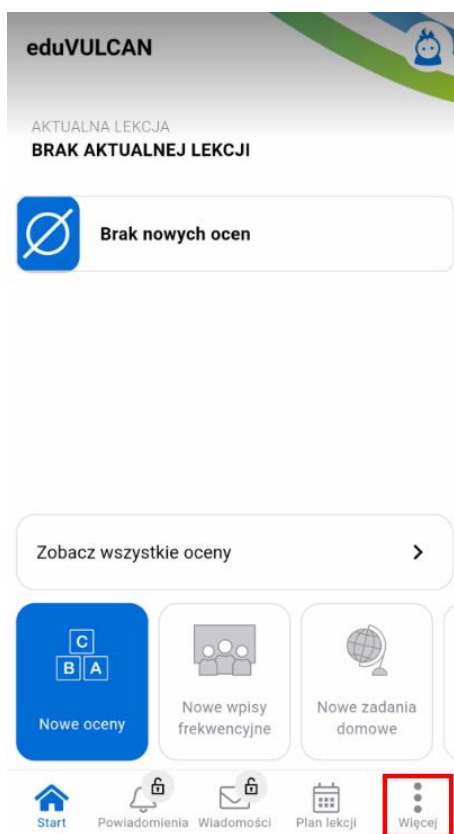 eduVULCAN
AKTUALNA LEKCJA
BRAK AKTUALNEJ LEKCJI
Brak nowych ocen
Zobacz wszystkie oceny
C
B A
Nowe oceny
Nowe wpisy
frekwencyjne
Nowe zadania
domowe
Start Powiadomienia Wiadomości Plan lekcji Więcej